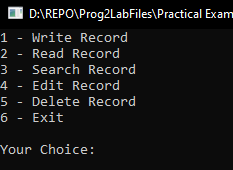 D:\REPO\Prog2LabFiles\Practical Exam
1 - Write Record
2 - Read Record
3 - Search Record
4 - Edit Record
5 - Delete Record
6 - Exit
Your Choice: